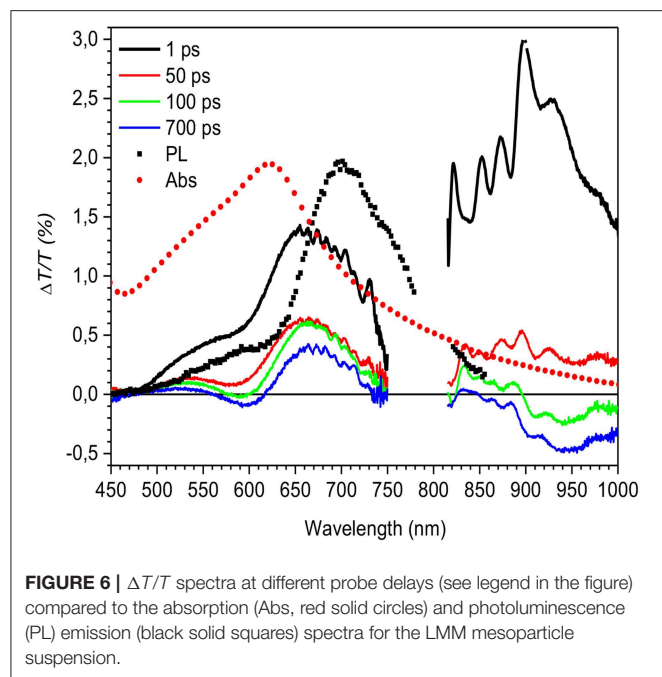 3,0
2,5
2,0
1,5
1,0
0,5
0,0
-0,5
ΔT/T (%)
1 ps
50 ps
100 ps
700 ps
PL
Abs
450 500 550 600 650 700 750 800 850 900 950 1000
Wavelength (nm)
FIGURE 6 | ΔT/T spectra at different probe delays (see legend in the figure)
compared to the absorption (Abs, red solid circles) and photoluminescence
(PL) emission (black solid squares) spectra for the LMM mesoparticle
suspension.